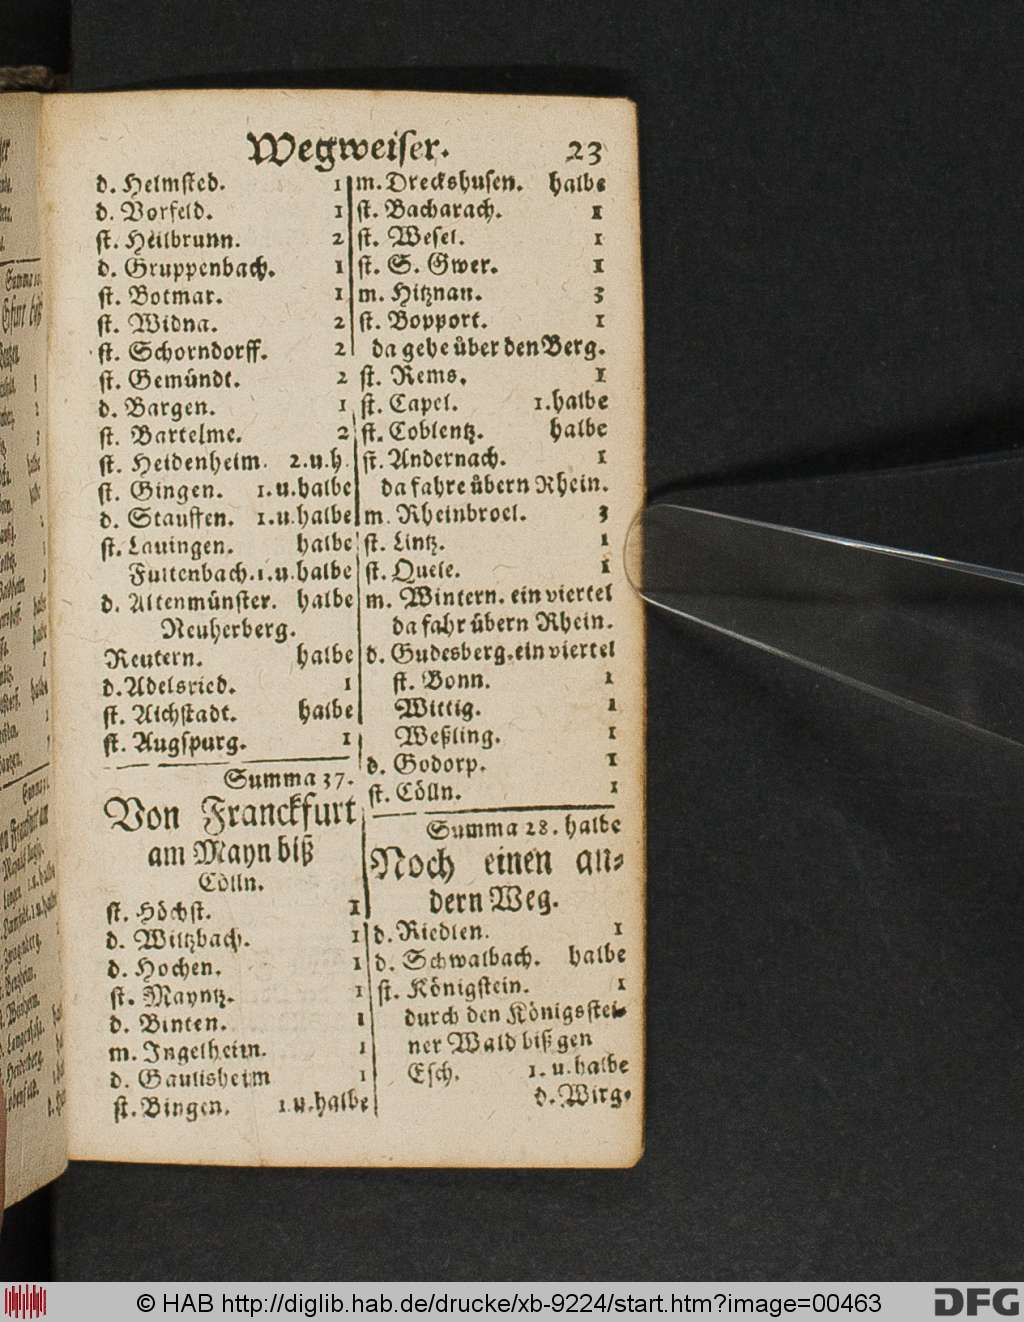 Wegweiser. 23
d. Helmsted. 1
d. Vorfeld. 1
st. Heilbrunn. 2
d. Gruppenbach. 1
st. Botmar. 1
st. Widna. 2
st. Schorndorff. 2
st. Gemündt. 2
d. Bargen. 1
st. Bartelme. 2
st. Heidenheim. 2.u.h.
st. Gingen. 1.u.halbe
d. Stauffen. 1.u.halbe
st. Lauingen. halbe
Fultenbach.1.u.halbe
d. Altenmünster. halbe
Neuherberg.
Reutern. halbe
d. Adelsried. 1
st. Aichstadt. halbe
st. Augspurg. 1
Summa 37.
Von Franckfurt
am Mayn biß
Cölln.
st. Höchst. 1
d. Wiltzbach. 1
d. Hochen. 1
st. Mayntz. 1
d. Binten. 1
m. Ingelheim. 1
d. Gaulisheim 1
st. Bingen. 1.u.halbe
m. Dreckshusen. halbe
st. Bacharach. 1
st. Wesel. 1
st. S. Gwer. 1
m. Hitznau. 3
st. Bopport. 1
da gehe über den Berg.
st. Rems. 1
st. Capel. 1.halbe
st. Coblentz. halbe
st. Andernach. 1
da fahre übern Rhein.
m. Rheinbroel. 3
st. Lintz. 1
st. Quele. 1
m. Wintern. ein viertel
da fahr übern Rhein.
d. Gudesberg. ein viertel
st. Bonn. 1
Wittig. 1
Weßling. 1
d. Godorp. 1
st. Cölln. 1
Summa 28. halbe
Noch einen an-
dern Weg.
d. Riedlen. 1
d. Schwalbach. halbe
st. Königstein. 1
durch den Königsstei-
ner Wald biß gen
Esch. 1.u.halbe
d. Wirg.
© HAB http://diglib.hab.de/drucke/xb-9224/start.htm?image=00463
DFG